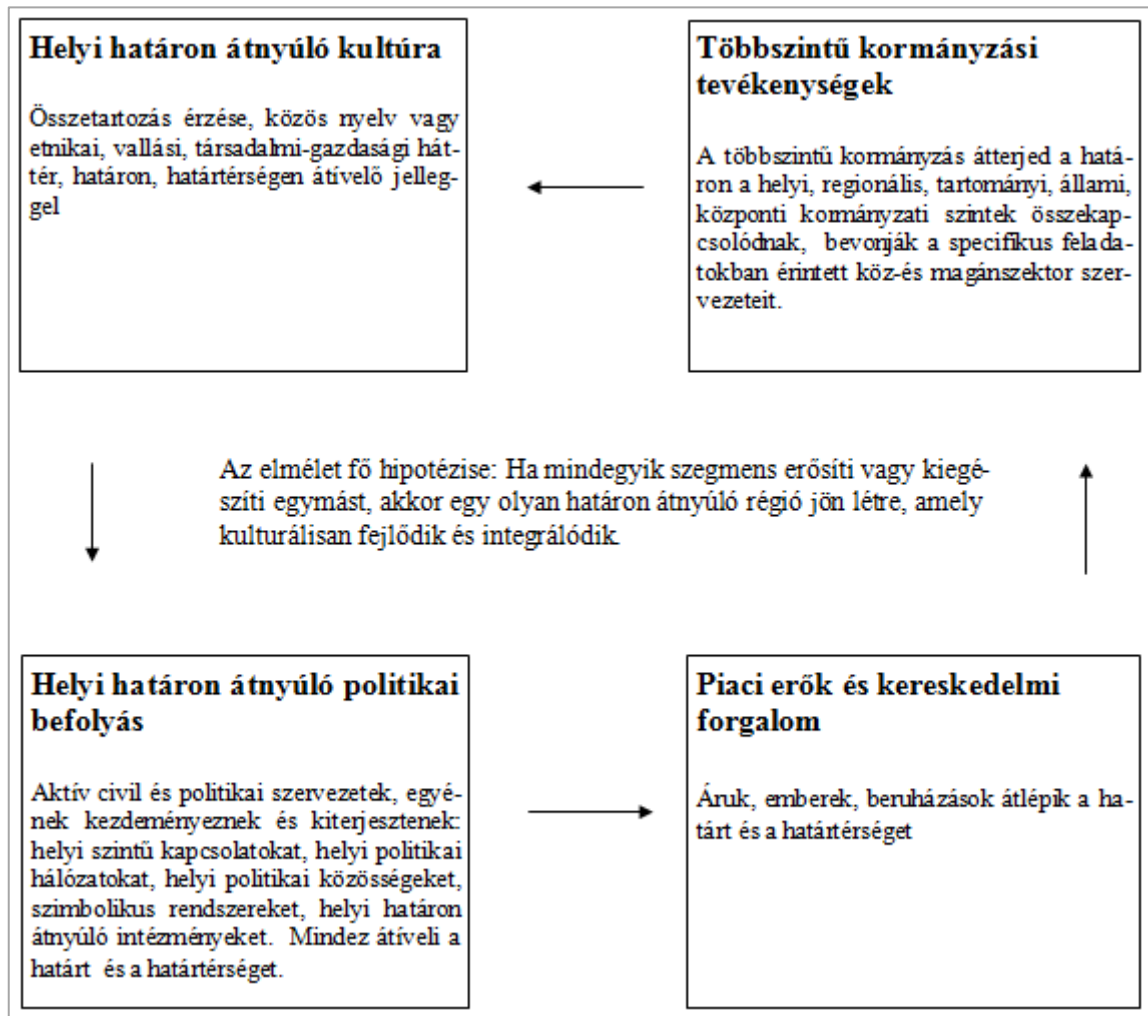 Helyi határon átnyúló kultúra
Összetartozás érzése, közös nyelv vagy
etnikai, vallási, társadalmi-gazdasági hát-
tér, határon, határtérségen átívelő jelleg-
gel
Többszintű kormányzási
tevékenységek
A többszintű kormányzás átterjed a hatá-
ron a helyi, regionális, tartományi, állami,
központi kormányzati szintek összekap-
csolódnak, bevonják a specifikus felada-
tokban érintett köz-és magánszektor szer-
vezeteit.
Az elmélet fő hipotézise: Ha mindegyik szegmens erősíti vagy kiegé-
szíti egymást, akkor egy olyan határon átnyúló régió jön létre, amely
kulturálisan fejlődik és integrálódik.
Helyi határon átnyúló politikai
befolyás
Aktív civil és politikai szervezetek, egyé-
nek kezdeményeznek és kiterjesztenek:
helyi szintű kapcsolatokat, helyi politikai
hálózatokat, helyi politikai közösségeket,
szimbolikus rendszereket, helyi határon
átnyúló intézményeket. Mindez átíveli a
határt és a határtérséget.
Piaci erők és kereskedelmi
forgalom
Áruk, emberek, beruházások átlépik a ha-
tárt és a határtérséget